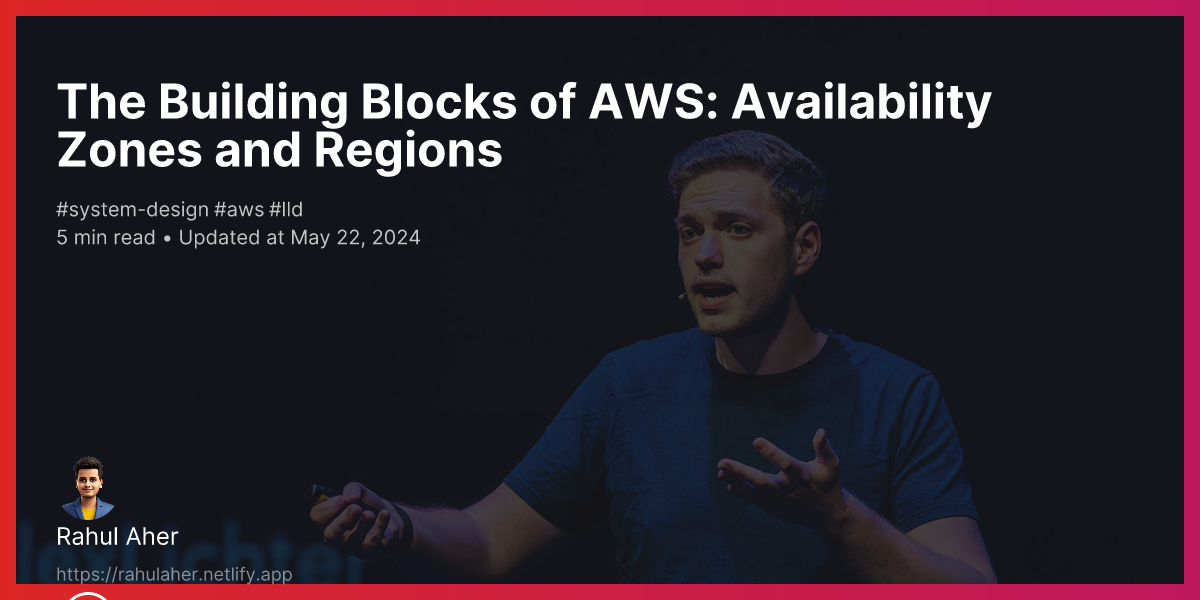 The Building Blocks of AWS: Availability
Zones and Regions
#system-design #aws #lld
5 min read • Updated at May 22, 2024
Rahul Aher
https://rahulaher.netlify.app